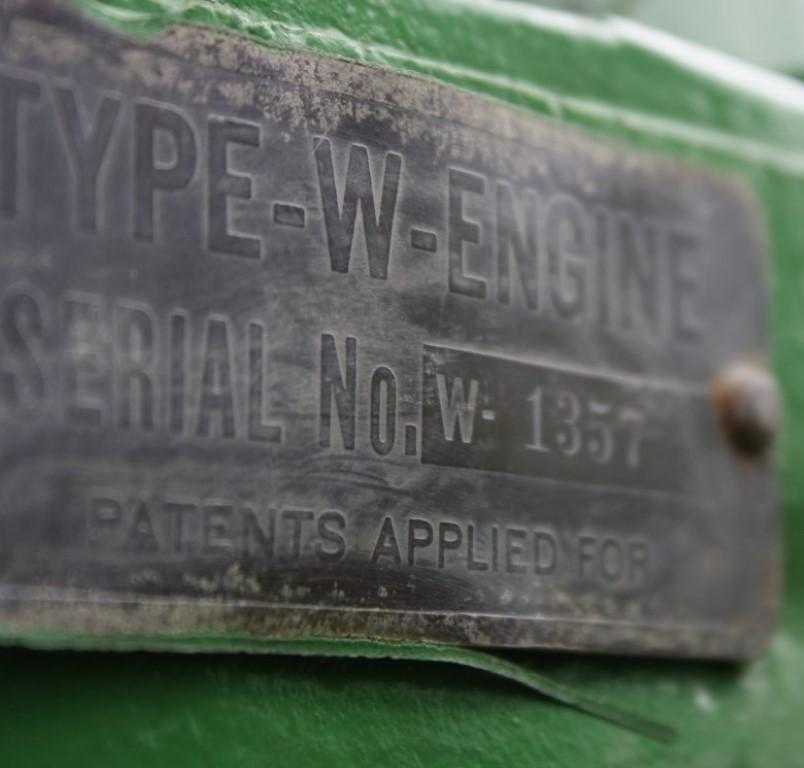 TYPE-W-ENGINE
SERIAL No. W- 1357
PATENTS APPLIED FOR